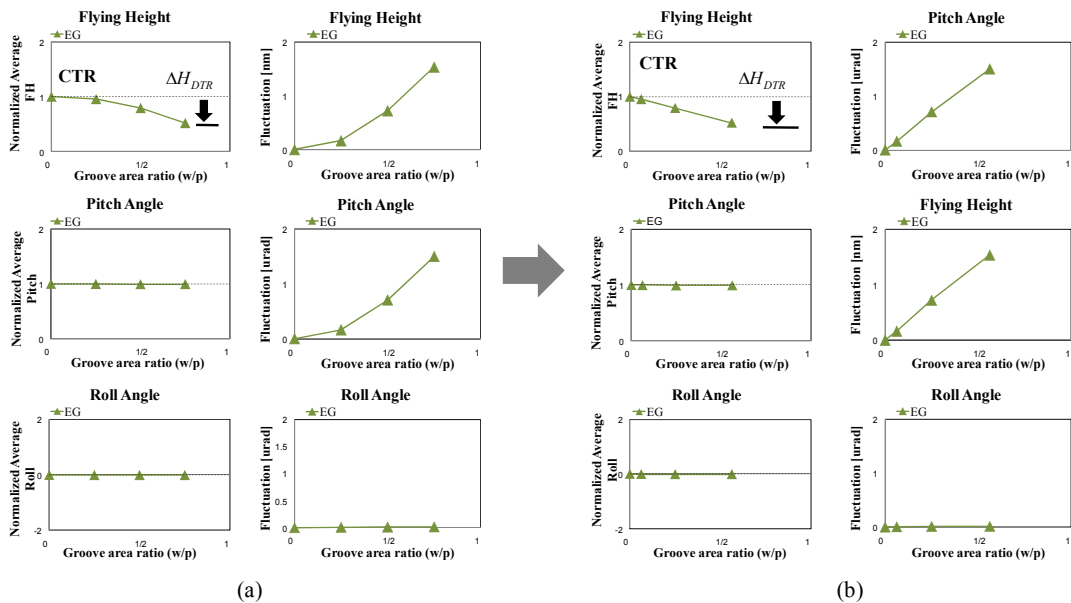 Flying Height
EG
2
CTR
ΔH_DTR
1
0
Normalized Average
FH
0
1/2
1
Groove area ratio (w/p)
Flying Height
2
1
0
Fluctuation [nm]
0
1/2
1
Groove area ratio (w/p)
Pitch Angle
EG
2
1
0
Normalized Average
Pitch
0
1/2
1
Groove area ratio (w/p)
Pitch Angle
2
1
0
Fluctuation [urad]
0
1/2
1
Groove area ratio (w/p)
Roll Angle
EG
2
0
-2
Normalized Average
Roll
0
1/2
1
Groove area ratio (w/p)
Roll Angle
EG
2
1.5
1
0.5
0
Fluctuation [urad]
0
1/2
1
Groove area ratio (w/p)
(a)
Flying Height
EG
2
CTR
ΔH_DTR
1
0
Normalized Average
FH
0
1/2
1
Groove area ratio (w/p)
Pitch Angle
2
1
0
Fluctuation [urad]
0
1/2
1
Groove area ratio (w/p)
Pitch Angle
EG
2
1
0
Normalized Average
Pitch
0
1/2
1
Groove area ratio (w/p)
Flying Height
EG
2
1
0
Fluctuation [nm]
0
1/2
1
Groove area ratio (w/p)
Roll Angle
EG
2
0
-2
Normalized Average
Roll
0
1/2
1
Groove area ratio (w/p)
Roll Angle
EG
2
1
0
Fluctuation [urad]
0
1/2
1
Groove area ratio (w/p)
(b)